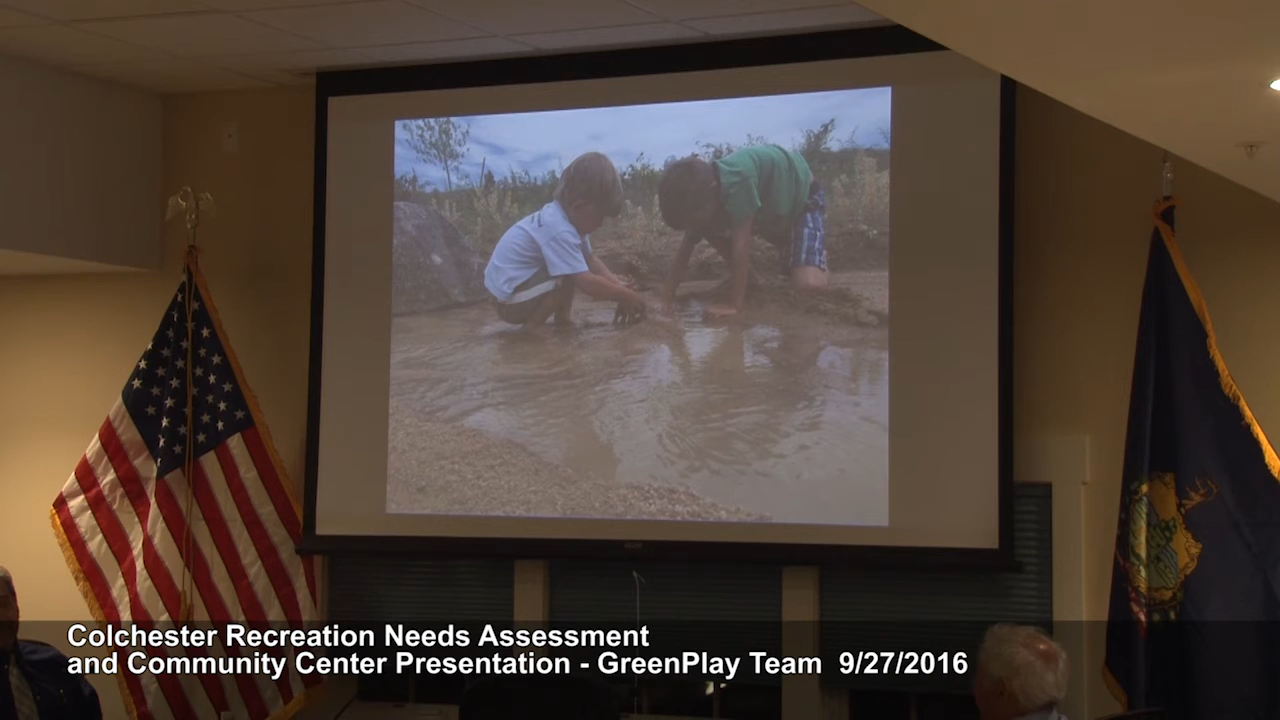 Colchester Recreation Needs Assessment
and Community Center Presentation - GreenPlay Team 9/27/2016